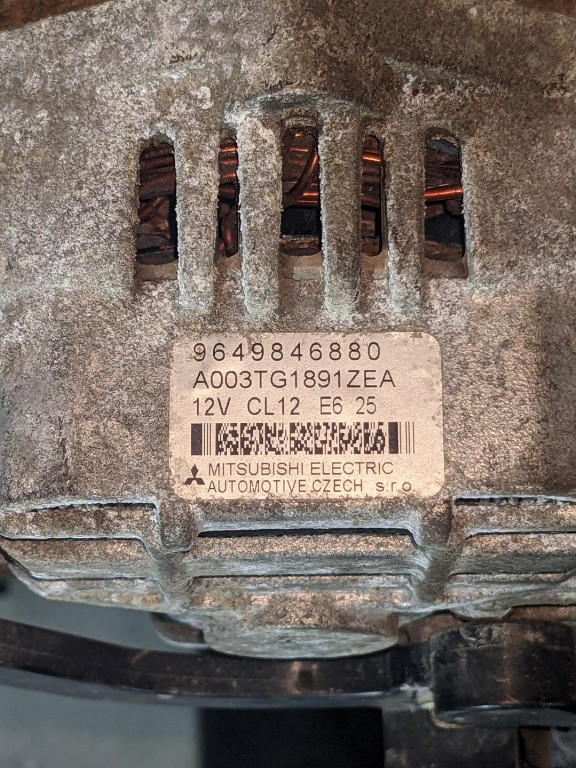 9649846880
A003TG1891ZEA
12V CL12 E6 25
MITSUBISHI ELECTRIC
AUTOMOTIVE CZECH s.r.o